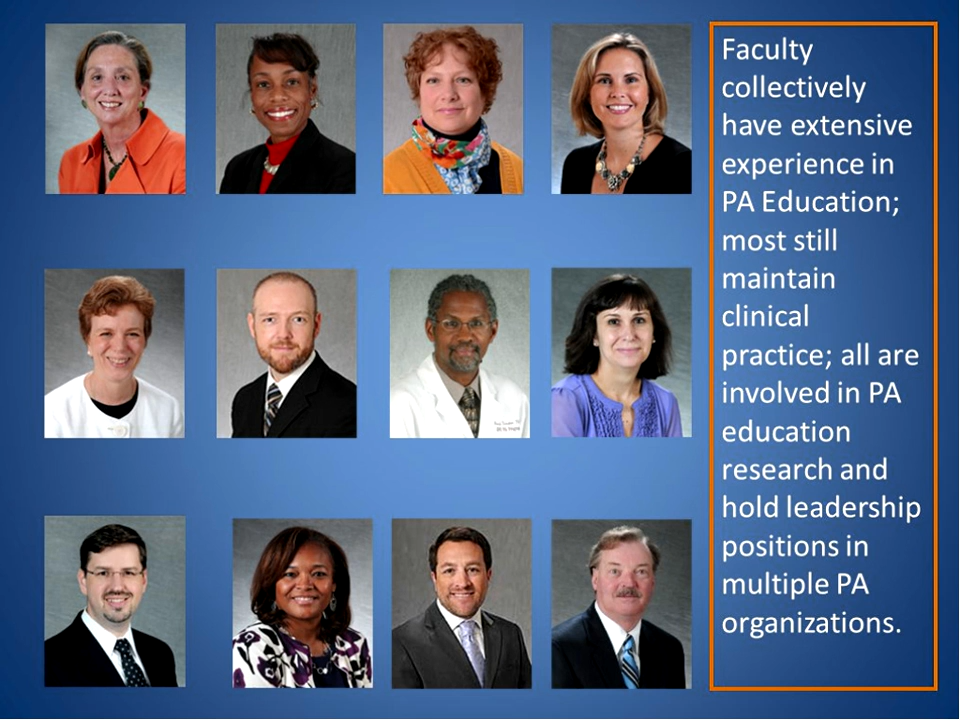 Faculty
collectively
have extensive
experience in
PA Education;
most still
maintain
clinical
practice; all are
involved in PA
education
research and
hold leadership
positions in
multiple PA
organizations.